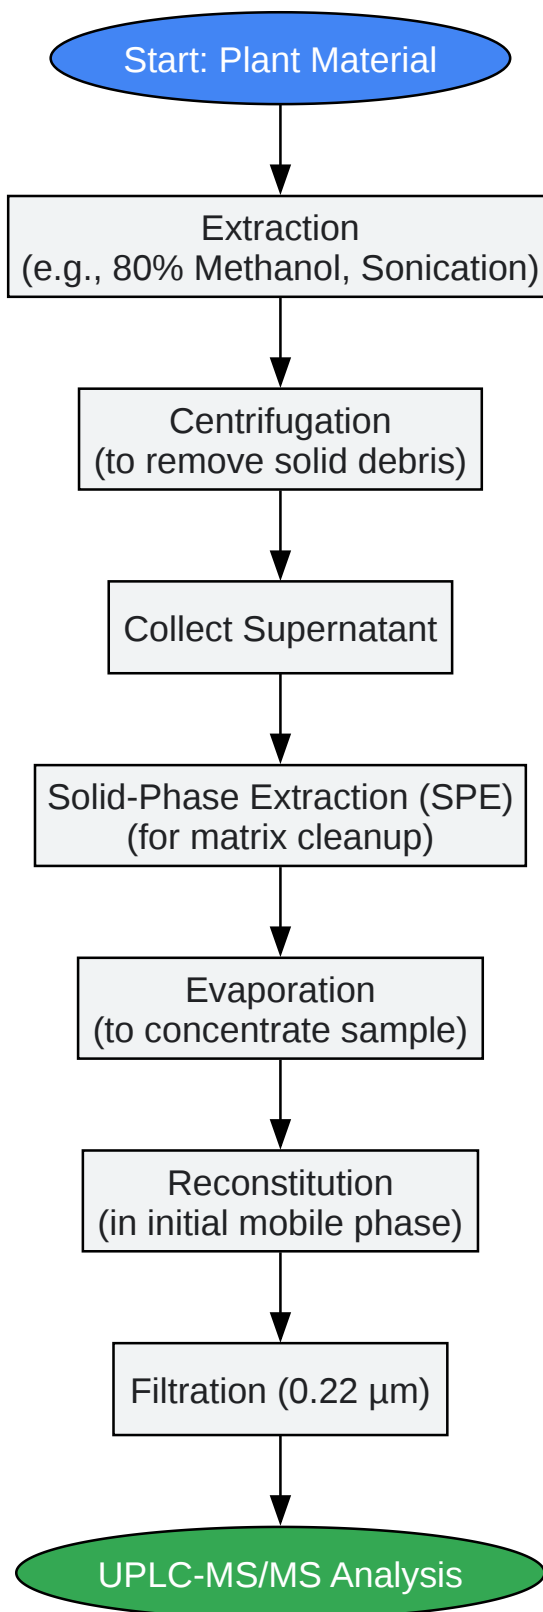 Start: Plant Material
Extraction
(e.g., 80% Methanol, Sonication)
Centrifugation
(to remove solid debris)
Collect Supernatant
Solid-Phase Extraction (SPE)
(for matrix cleanup)
Evaporation
(to concentrate sample)
Reconstitution
(in initial mobile phase)
Filtration (0.22 µm)
UPLC-MS/MS Analysis